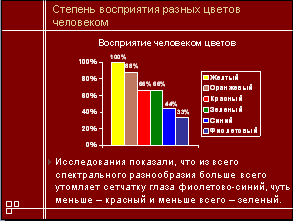 Степень восприятия разных цветов
человеком
Восприятие человеком цветов
100%
100%
86%
80%
66%
66%
60%
44%
40%
33%
20%
0%
Желтый
Оранжевый
Красный
Зеленый
Синий
Фиолетовый
Исследования показали, что из всего
спектрального разнообразия больше всего
утомляет сетчатку глаза фиолетово-синий, чуть
меньше – красный и меньше всего – зеленый.